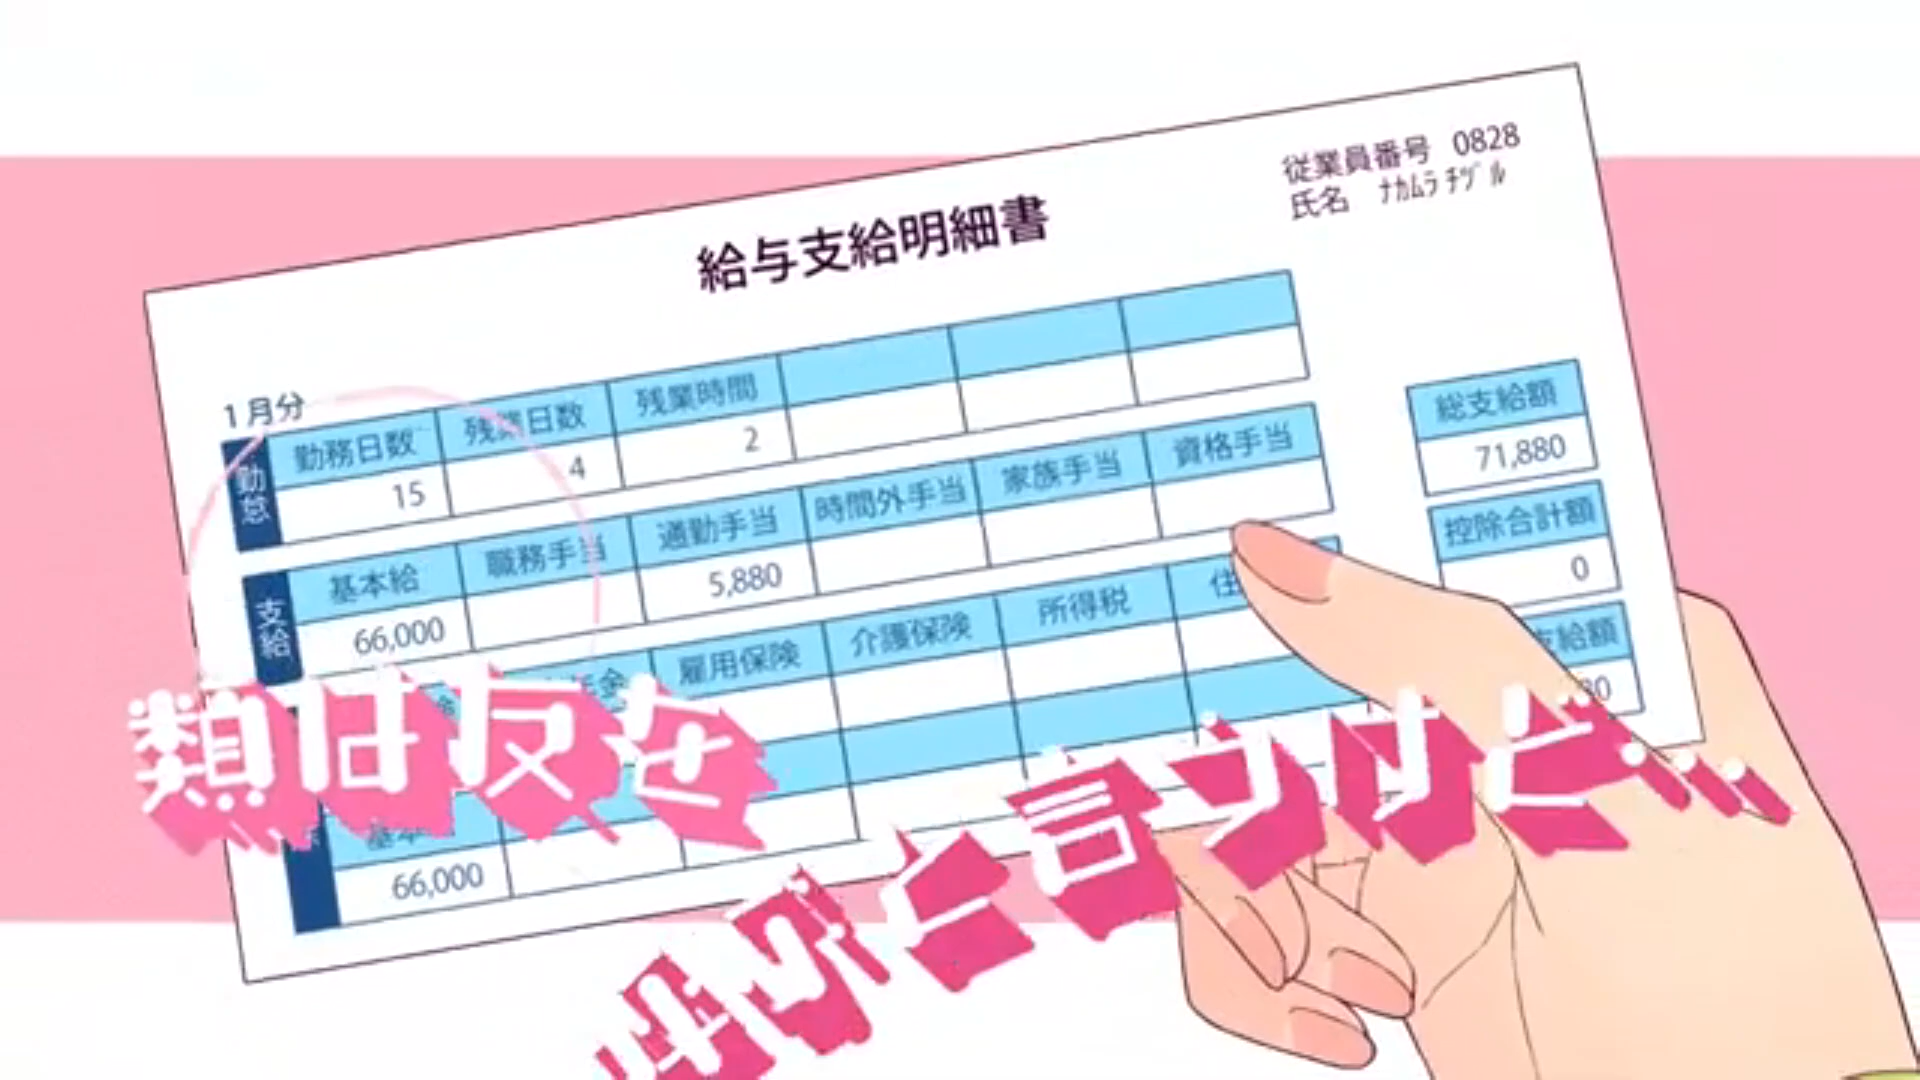 従業員番号 0828
氏名 ナカムラ チヅル
給与支給明細書
1月分
勤怠
勤務日数 残業日数 残業時間
15 4 2
支給
基本給 職務手当 通勤手当 時間外手当 家族手当 資格手当
66,000 5,880
雇用保険 介護保険 所得税 住
基本
66,000
総支給額
71,880
控除合計額
0
支給額
類は友を
呼ぶと言うけど…